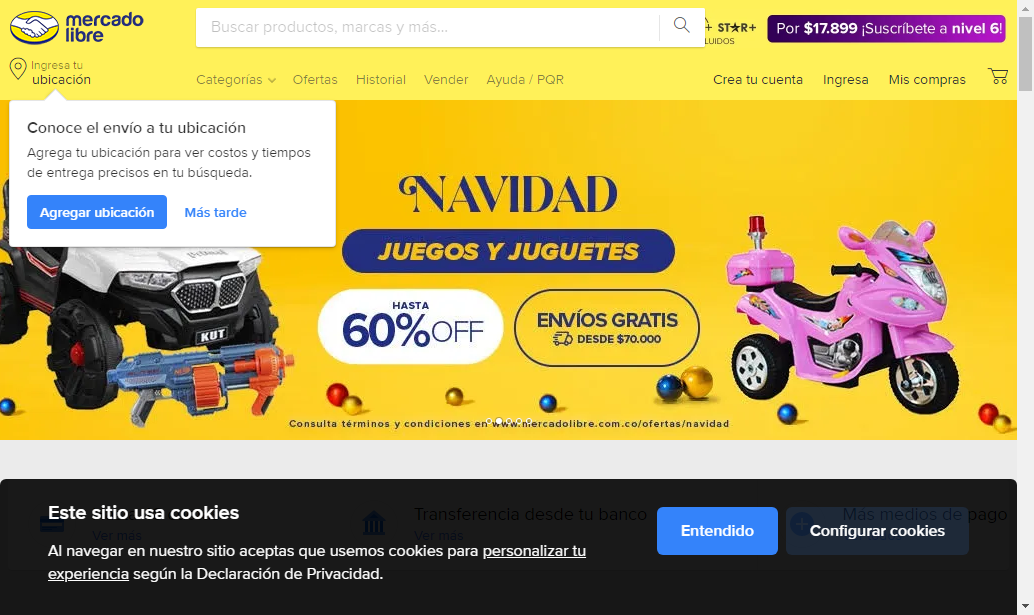 mercado
libre
Buscar productos, marcas y más...
+ ST★R+
LUIDOS
Por $17.899 ¡Suscríbete a nivel 6!
Ingresa tu
ubicación
Categorías
Ofertas
Historial
Vender
Ayuda / PQR
Crea tu cuenta
Ingresa
Mis compras
Conoce el envío a tu ubicación
Agrega tu ubicación para ver costos y tiempos
de entrega precisos en tu búsqueda.
Agregar ubicación
Más tarde
NAVIDAD
JUEGOS Y JUGUETES
HASTA
60% OFF
ENVÍOS GRATIS
DESDE $70.000
KUT
Consulta términos y condiciones en www.mercadolibre.com.co/ofertas/navidad
Este sitio usa cookies
Al navegar en nuestro sitio aceptas que usemos cookies para personalizar tu
experiencia según la Declaración de Privacidad.
Entendido
Configurar cookies
Ver más
Transferencia desde tu banco
Ver más
Más medios de pago